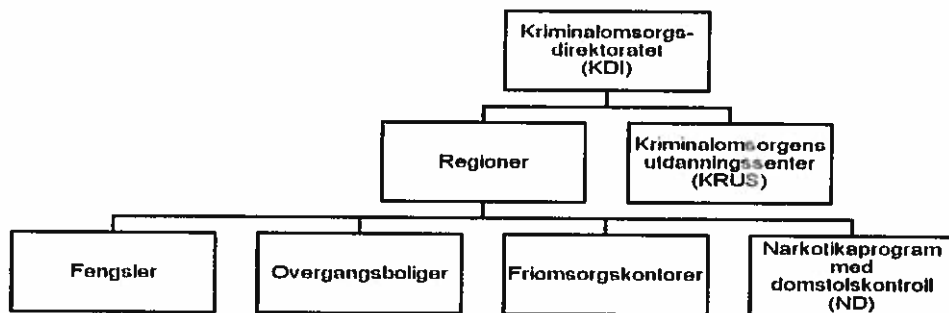 Kriminalomsorgs-
direktoratet
(KDI)
Regioner
Kriminalomsorgens
utdanningssenter
(KRUS)
Fengsler
Overgangsboliger
Friomsorgskontorer
Narkotikaprogram
med
domstolskontroll
(ND)